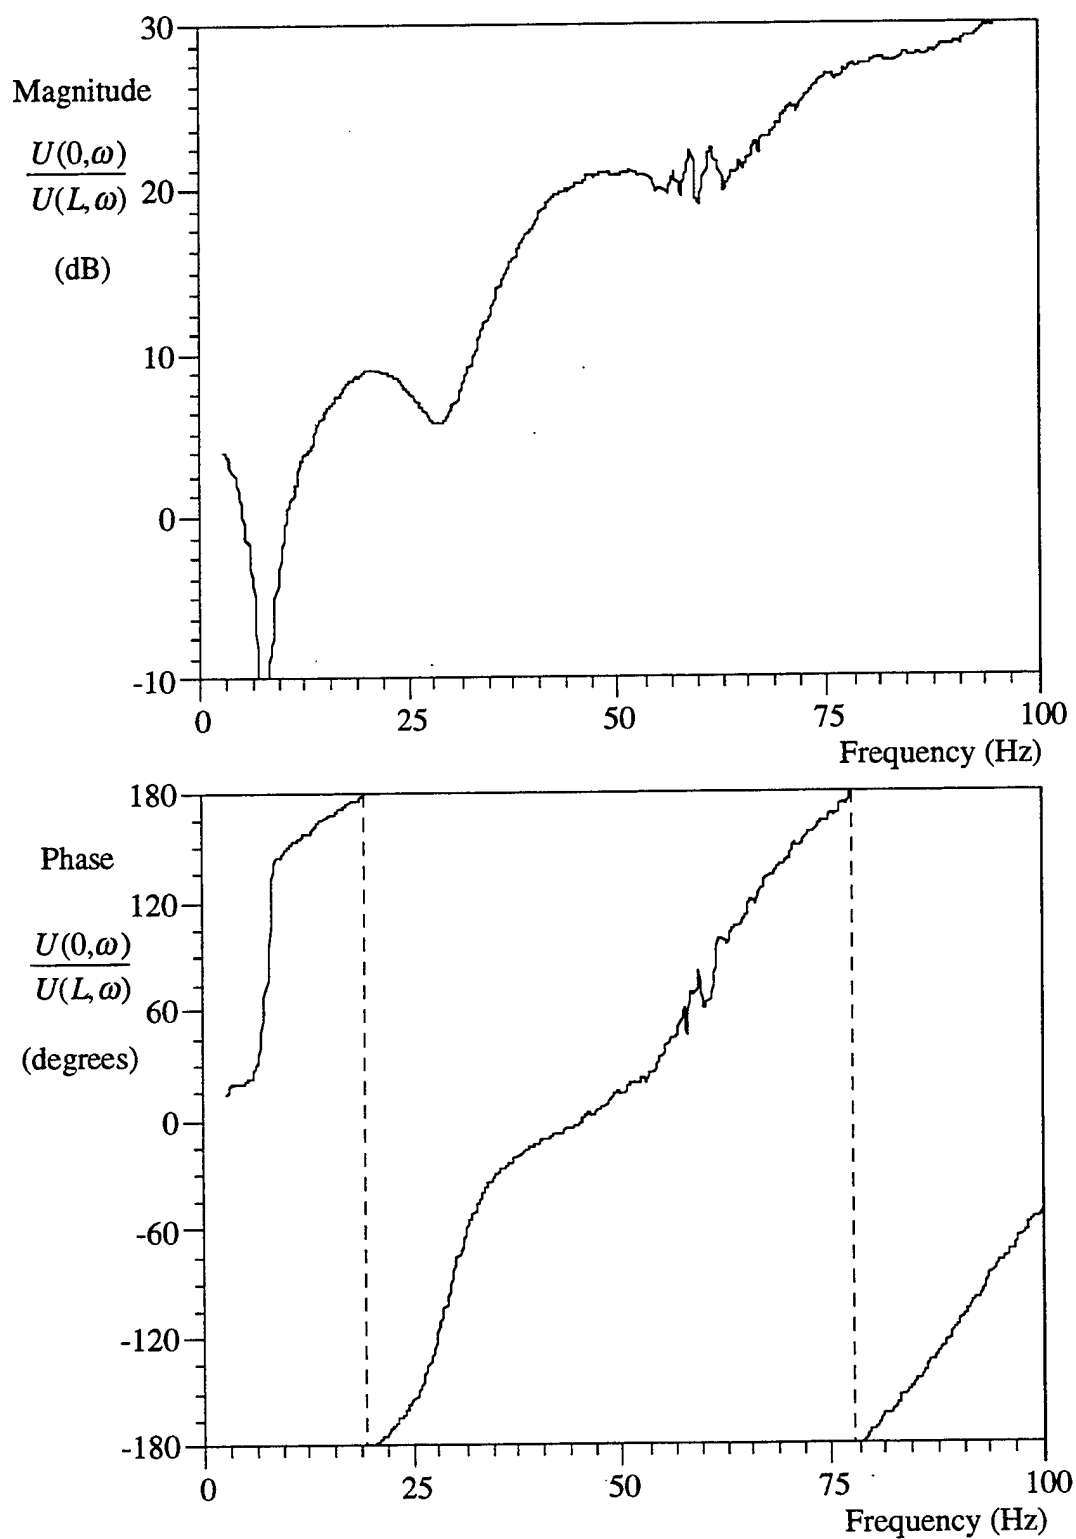 30
Magnitude
U(0,ω)
U(L,ω)
20
(dB)
10
0
-10
0 25 50 75 100
Frequency (Hz)
180
Phase
120
U(0,ω)
U(L,ω)
60
(degrees)
0
-60
-120
-180
0 25 50 75 100
Frequency (Hz)